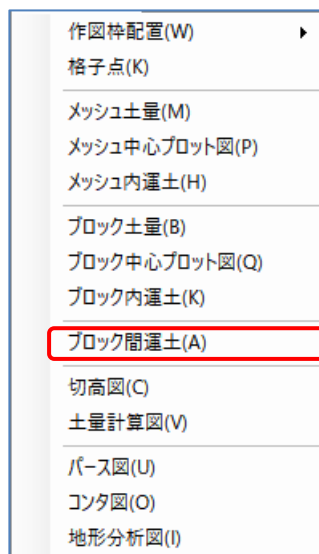 作図枠配置(W)
格子点(K)
メッシュ土量(M)
メッシュ中心プロット図(P)
メッシュ内運土(H)
ブロック土量(B)
ブロック中心プロット図(Q)
ブロック内運土(K)
ブロック間運土(A)
切高図(C)
土量計算図(V)
パース図(U)
コンタ図(O)
地形分析図(I)